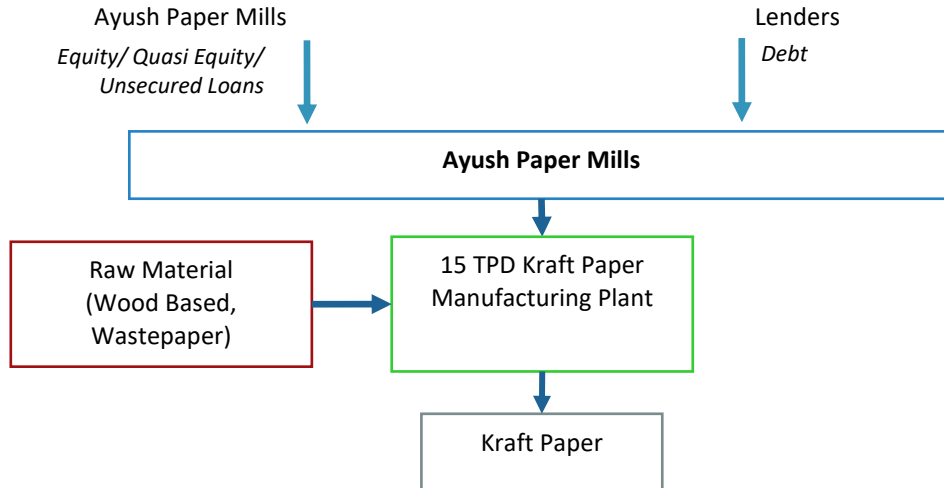 Ayush Paper Mills
Equity/ Quasi Equity/
Unsecured Loans
Lenders
Debt
Ayush Paper Mills
Raw Material
(Wood Based,
Wastepaper)
15 TPD Kraft Paper
Manufacturing Plant
Kraft Paper